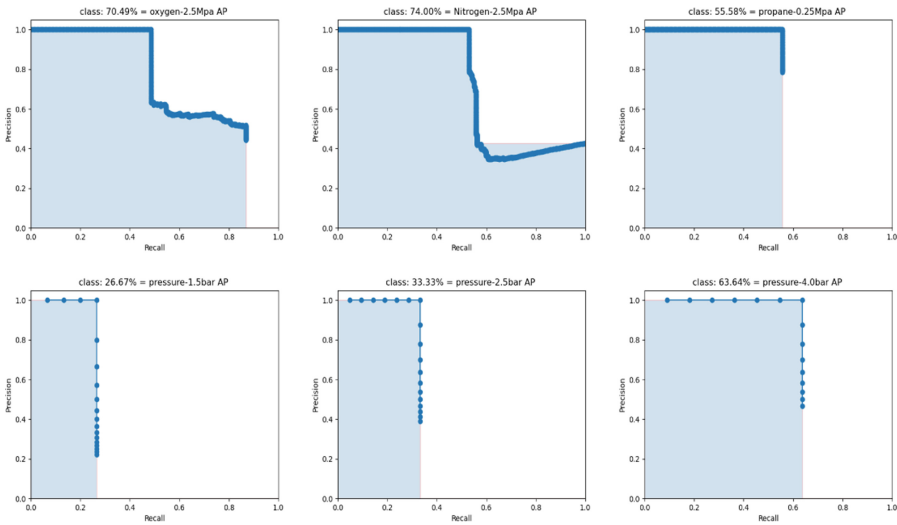 class: 70.49% = oxygen-2.5Mpa AP
Precision
1.0
0.8
0.6
0.4
0.2
0.0
0.0 0.2 0.4 0.6 0.8 1.0
Recall
class: 74.00% = Nitrogen-2.5Mpa AP
Precision
1.0
0.8
0.6
0.4
0.2
0.0
0.0 0.2 0.4 0.6 0.8 1.0
Recall
class: 55.58% = propane-0.25Mpa AP
Precision
1.0
0.8
0.6
0.4
0.2
0.0
0.0 0.2 0.4 0.6 0.8 1.0
Recall
class: 26.67% = pressure-1.5bar AP
Precision
1.0
0.8
0.6
0.4
0.2
0.0
0.0 0.2 0.4 0.6 0.8 1.0
Recall
class: 33.33% = pressure-2.5bar AP
Precision
1.0
0.8
0.6
0.4
0.2
0.0
0.0 0.2 0.4 0.6 0.8 1.0
Recall
class: 63.64% = pressure-4.0bar AP
Precision
1.0
0.8
0.6
0.4
0.2
0.0
0.0 0.2 0.4 0.6 0.8 1.0
Recall